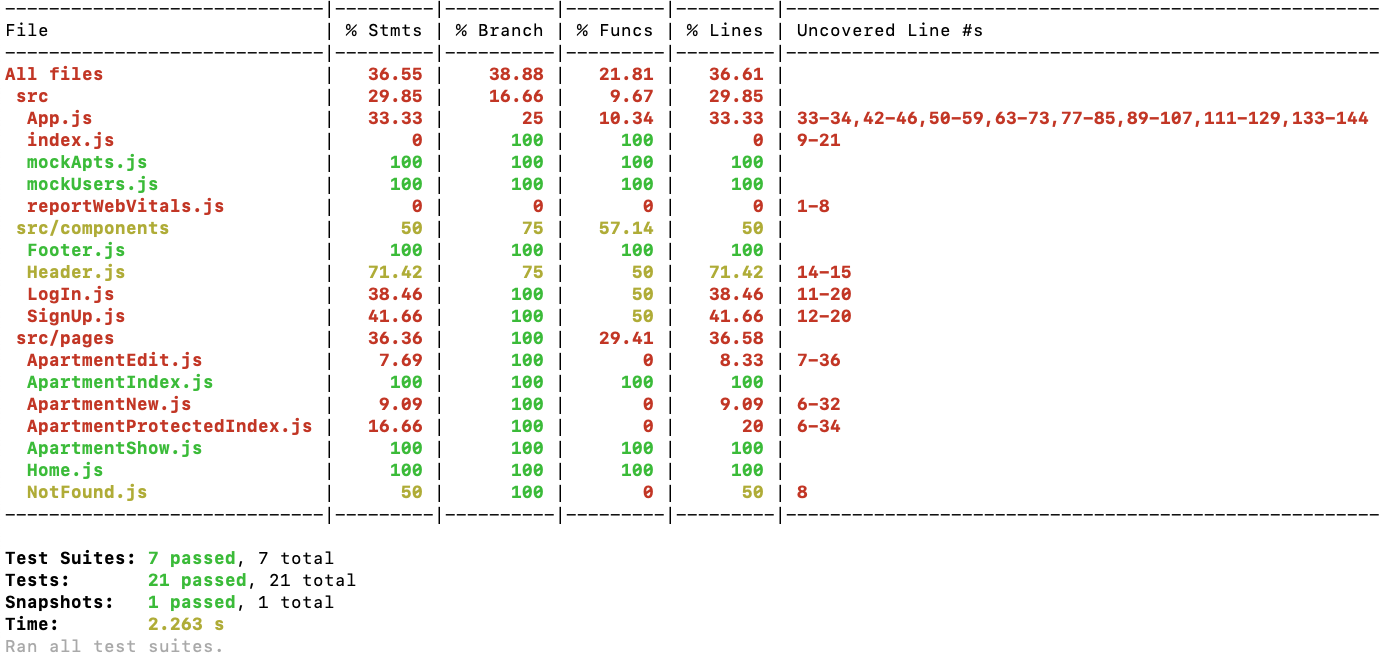 File | % Stmts | % Branch | % Funcs | % Lines | Uncovered Line #s
All files | 36.55 | 38.88 | 21.81 | 36.61 |
src | 29.85 | 16.66 | 9.67 | 29.85 |
App.js | 33.33 | 25 | 10.34 | 33.33 | 33-34,42-46,50-59,63-73,77-85,89-107,111-129,133-144
index.js | 0 | 100 | 100 | 0 | 9-21
mockApts.js | 100 | 100 | 100 | 100 |
mockUsers.js | 100 | 100 | 100 | 100 |
reportWebVitals.js | 0 | 0 | 0 | 0 | 1-8
src/components | 50 | 75 | 57.14 | 50 |
Footer.js | 100 | 100 | 100 | 100 |
Header.js | 71.42 | 75 | 50 | 71.42 | 14-15
LogIn.js | 38.46 | 100 | 50 | 38.46 | 11-20
SignUp.js | 41.66 | 100 | 50 | 41.66 | 12-20
src/pages | 36.36 | 100 | 29.41 | 36.58 |
ApartmentEdit.js | 7.69 | 100 | 0 | 8.33 | 7-36
ApartmentIndex.js | 100 | 100 | 100 | 100 |
ApartmentNew.js | 9.09 | 100 | 0 | 9.09 | 6-32
ApartmentProtectedIndex.js | 16.66 | 100 | 0 | 20 | 6-34
ApartmentShow.js | 100 | 100 | 100 | 100 |
Home.js | 100 | 100 | 100 | 100 |
NotFound.js | 50 | 100 | 0 | 50 | 8
Test Suites: 7 passed, 7 total
Tests: 21 passed, 21 total
Snapshots: 1 passed, 1 total
Time: 2.263 s
Ran all test suites.